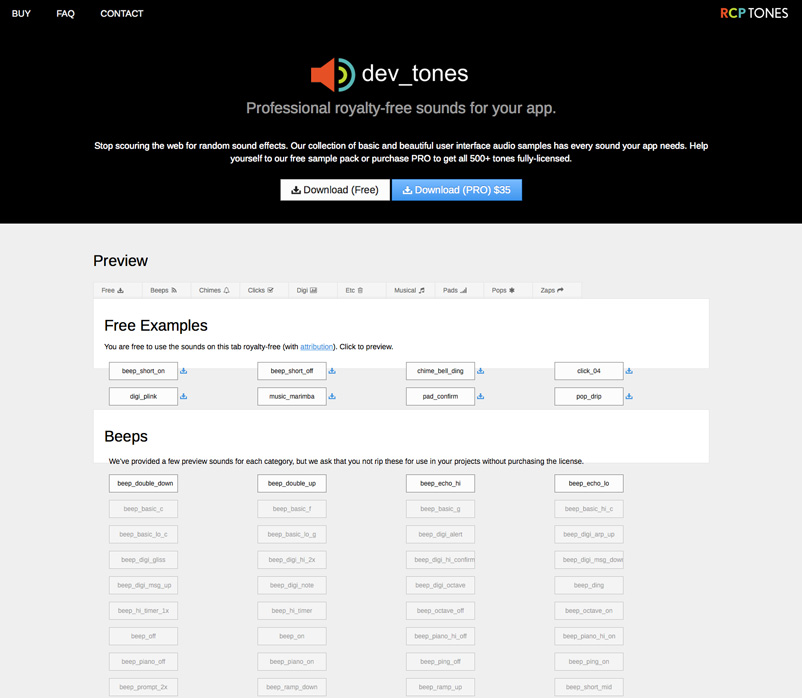 BUY FAQ CONTACT RCP TONES
dev_tones
Professional royalty-free sounds for your app.
Stop scouring the web for random sound effects. Our collection of basic and beautiful user interface audio samples has every sound your app needs. Help
yourself to our free sample pack or purchase PRO to get all 500+ tones fully-licensed.
Download (Free) Download (PRO) $35
Preview
Free Beeps Chimes Clicks Digi Etc Musical Pads Pops Zaps
Free Examples
You are free to use the sounds on this tab royalty-free (with attribution). Click to preview.
beep_short_on beep_short_off chime_bell_ding click_04
digi_plink music_marimba pad_confirm pop_drip
Beeps
We've provided a few preview sounds for each category, but we ask that you not rip these for use in your projects without purchasing the license.
beep_double_down beep_double_up beep_echo_hi beep_echo_lo
beep_basic_c beep_basic_f beep_basic_g beep_basic_hi_c
beep_basic_lo_c beep_basic_lo_g beep_digi_alert beep_digi_arp_up
beep_digi_gliss beep_digi_hi_2x beep_digi_hi_confirm beep_digi_msg_down
beep_digi_msg_up beep_digi_note beep_digi_octave beep_ding
beep_hi_timer_1x beep_hi_timer beep_octave_off beep_octave_on
beep_off beep_on beep_piano_hi_off beep_piano_hi_on
beep_piano_off beep_piano_on beep_ping_off beep_ping_on
beep_prompt_2x beep_ramp_down beep_ramp_up beep_short_mid